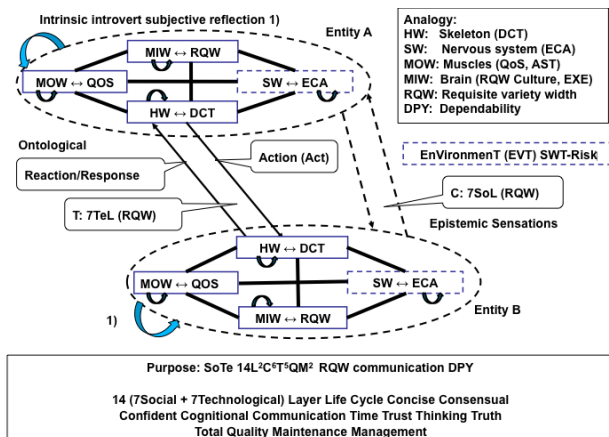 Intrinsic introvert subjective reflection 1)
Entity A
MIW ↔ RQW
MOW ↔ QOS
SW ↔ ECA
HW ↔ DCT
Analogy:
HW: Skeleton (DCT)
SW: Nervous system (ECA)
MOW: Muscles (QoS, AST)
MIW: Brain (RQW Culture, EXE)
RQW: Requisite variety width
DPY: Dependability
Ontological
Reaction/Response
Action (Act)
EnVironmenT (EVT) SWT-Risk
T: 7TeL (RQW)
C: 7SoL (RQW)
Epistemic Sensations
HW ↔ DCT
MOW ↔ QOS
SW ↔ ECA
MIW ↔ RQW
Entity B
1)
Purpose: SoTe 14L²C⁶T⁵QM² RQW communication DPY
14 (7Social + 7Technological) Layer Life Cycle Concise Consensual
Confident Cognitional Communication Time Trust Thinking Truth
Total Quality Maintenance Management